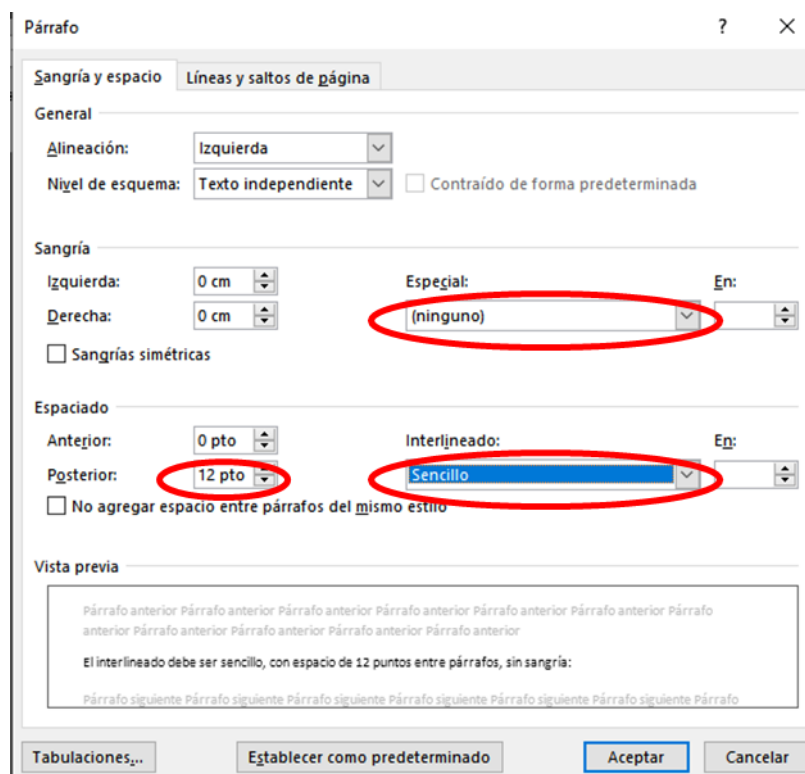 Párrafo ? ×
Sangría y espacio Líneas y saltos de página
General
Alineación: Izquierda
Nivel de esquema: Texto independiente Contraído de forma predeterminada
Sangría
Izquierda: 0 cm Especial: En:
Derecha: 0 cm (ninguno)
Sangrías simétricas
Espaciado
Anterior: 0 pto Interlineado: En:
Posterior: 12 pto Sencillo
No agregar espacio entre párrafos del mismo estilo
Vista previa
Párrafo anterior Párrafo anterior Párrafo anterior Párrafo anterior Párrafo anterior Párrafo anterior Párrafo
anterior Párrafo anterior Párrafo anterior Párrafo anterior Párrafo anterior
El interlineado debe ser sencillo, con espacio de 12 puntos entre párrafos, sin sangría:
Párrafo siguiente Párrafo siguiente Párrafo siguiente Párrafo siguiente Párrafo siguiente Párrafo siguiente Párrafo
Tabulaciones... Establecer como predeterminado Aceptar Cancelar